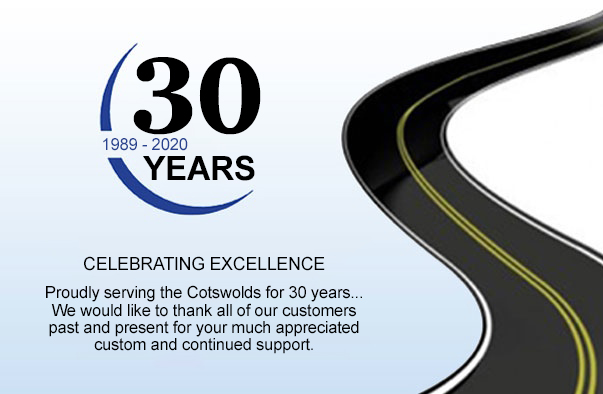 30
1989 - 2020
YEARS
CELEBRATING EXCELLENCE
Proudly serving the Cotswolds for 30 years...
We would like to thank all of our customers
past and present for your much appreciated
custom and continued support.